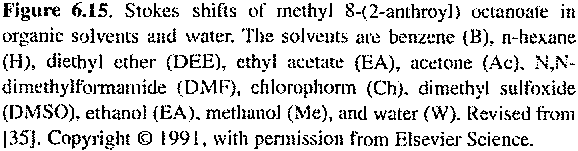 Figure 6.15. Stokes shifts of methyl 8-(2-anthroyl) octanoate in
organic solvents and water. The solvents are benzene (B), n-hexane
(H), diethyl ether (DEE), ethyl acetate (EA), acetone (Ac), N,N-
dimethylformamide (DMF), chlorophorm (Ch), dimethyl sulfoxide
(DMSO), ethanol (EA), methanol (Me), and water (W). Revised from
[35]. Copyright © 1991, with permission from Elsevier Science.